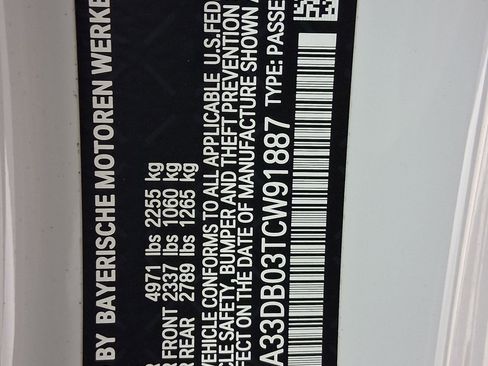 BY BAYERISCHE MOTOREN WERKE
4971 lbs 2255 kg
FRONT 2337 lbs 1060 kg
REAR 2789 lbs 1265 kg
VEHICLE CONFORMS TO ALL APPLICABLE U.S.FED
CLE SAFETY, BUMPER AND THEFT PREVENTION
FFECT ON THE DATE OF MANUFACTURE SHOWN A
A33DB03TCW91887 TYPE: PASSE